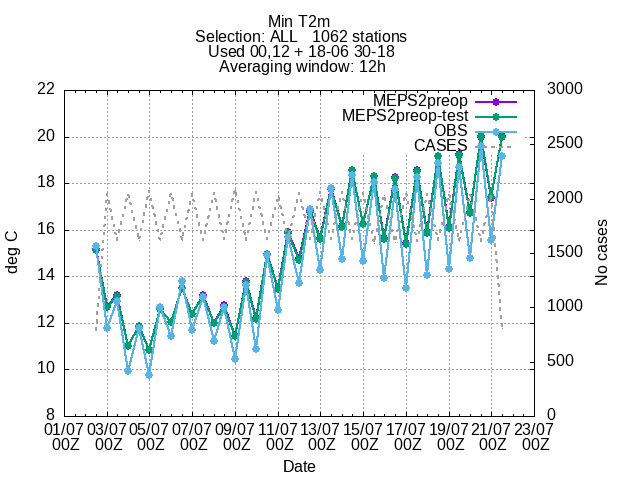 Min T2m
Selection: ALL   1062 stations
Used 00,12 + 18-06 30-18
Averaging window: 12h
MEPS2preop
MEPS2preop-test
OBS
CASES
deg C
22
20
18
16
14
12
10
8
No cases
3000
2500
2000
1500
1000
500
0
01/07 03/07 05/07 07/07 09/07 11/07 13/07 15/07 17/07 19/07 21/07 23/07
00Z 00Z 00Z 00Z 00Z 00Z 00Z 00Z 00Z 00Z 00Z 00Z
Date